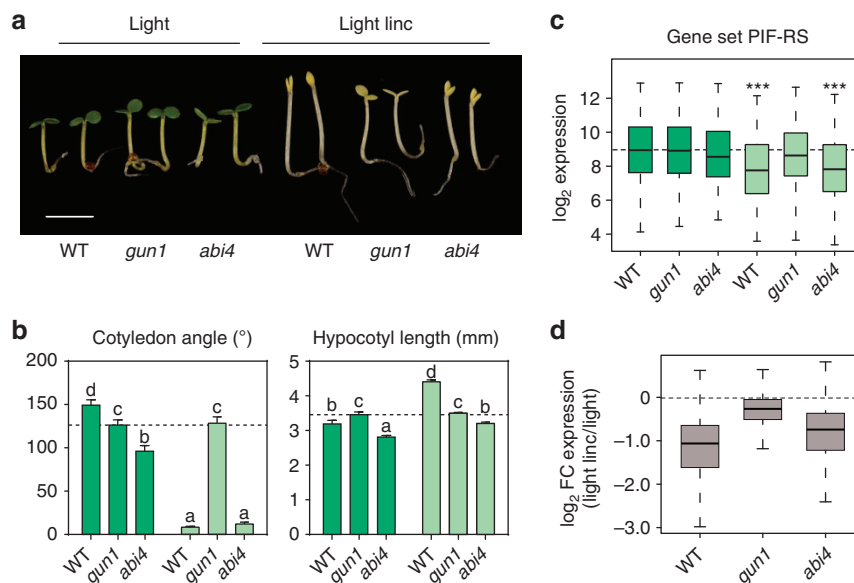 a
Light
Light linc
WT gun1 abi4 WT gun1 abi4
b
Cotyledon angle (°)
200
150
100
50
0
d c b a c a
WT gun1 abi4 WT gun1 abi4
Hypocotyl length (mm)
5
4
3
2
1
0
b c a d c b
WT gun1 abi4 WT gun1 abi4
c
Gene set PIF-RS
log2 expression
12
10
8
6
4
*** ***
WT gun1 abi4 WT gun1 abi4
d
log2 FC expression
(light linc/light)
0
–1.0
–2.0
–3.0
WT gun1 abi4